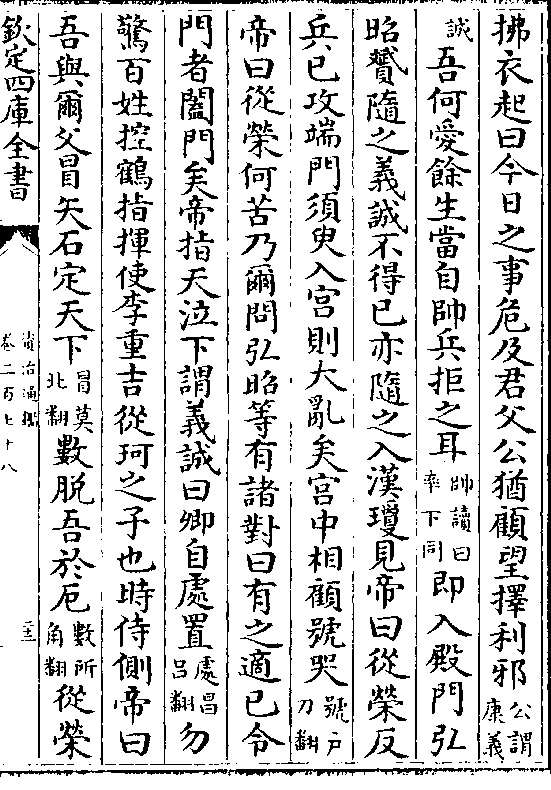 拂衣起曰今日之事危及君父公猶顧望擇利邪公謂康義
誠吾何愛餘生當自帥兵拒之耳帥讀曰率下同即入殿門弘
昭贇隨之義誠不得已亦隨之入漢瓊見帝曰從榮反
兵已攻端門須臾入宫則大亂矣宫中相顧號哭號户刀翻
帝曰從榮何苦乃爾問弘昭等有諸對曰有之適已令
門者闔門矣帝指天泣下謂義誠曰卿自處置處昌吕翻勿
驚百姓控鶴指揮使李重吉從珂之子也時侍側帝曰
吾與爾父冒矢石定天下冒莫北翻數脱吾於厄數所角翻從榮
欽定四庫全書
資治通鑑
卷二百七十八
二三